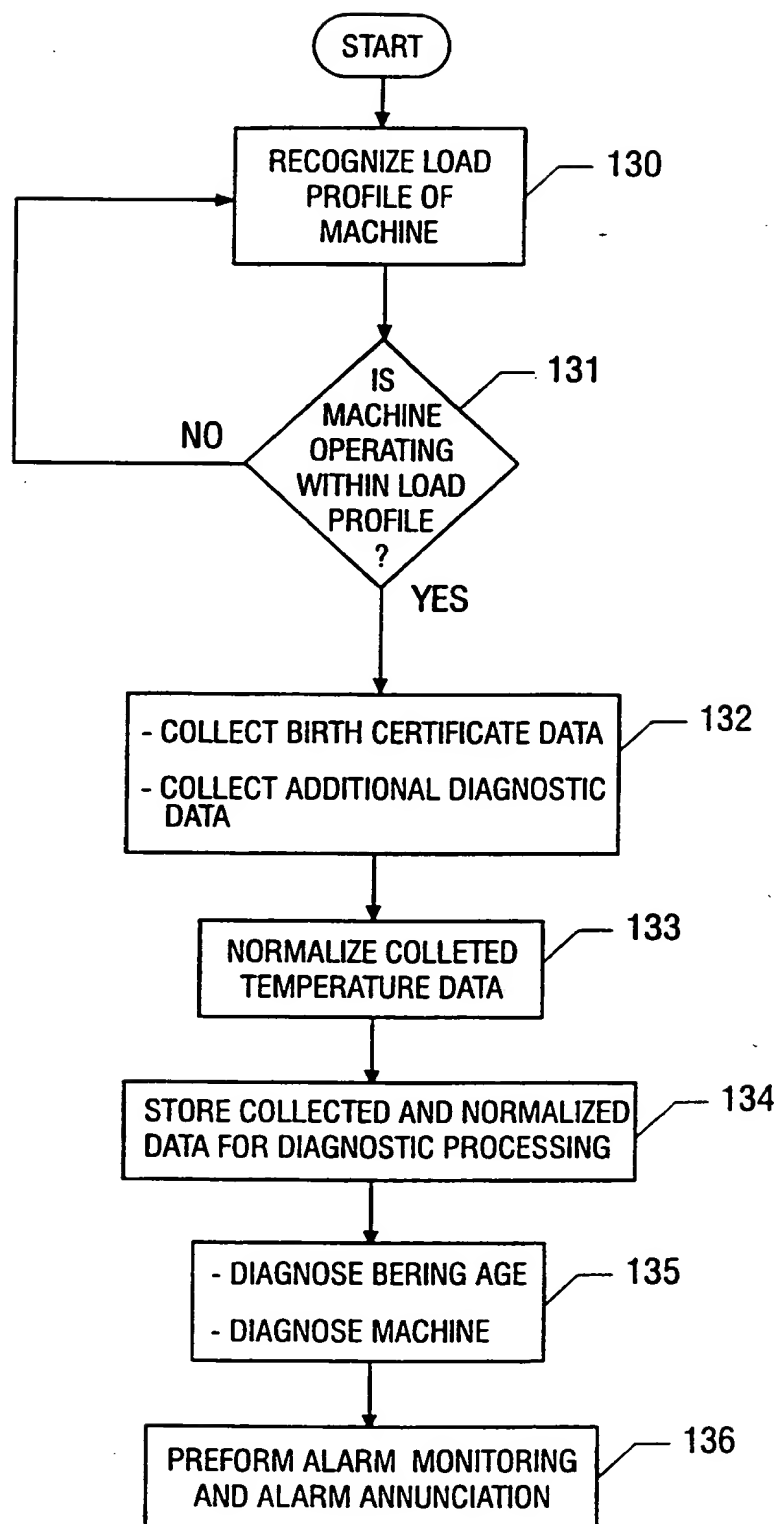 START
RECOGNIZE LOAD
PROFILE OF
MACHINE
130
IS
MACHINE
OPERATING
WITHIN LOAD
PROFILE
?
131
NO
YES
- COLLECT BIRTH CERTIFICATE DATA
- COLLECT ADDITIONAL DIAGNOSTIC
DATA
132
NORMALIZE COLLETED
TEMPERATURE DATA
133
STORE COLLECTED AND NORMALIZED
DATA FOR DIAGNOSTIC PROCESSING
134
- DIAGNOSE BERING AGE
- DIAGNOSE MACHINE
135
PREFORM ALARM MONITORING
AND ALARM ANNUNCIATION
136